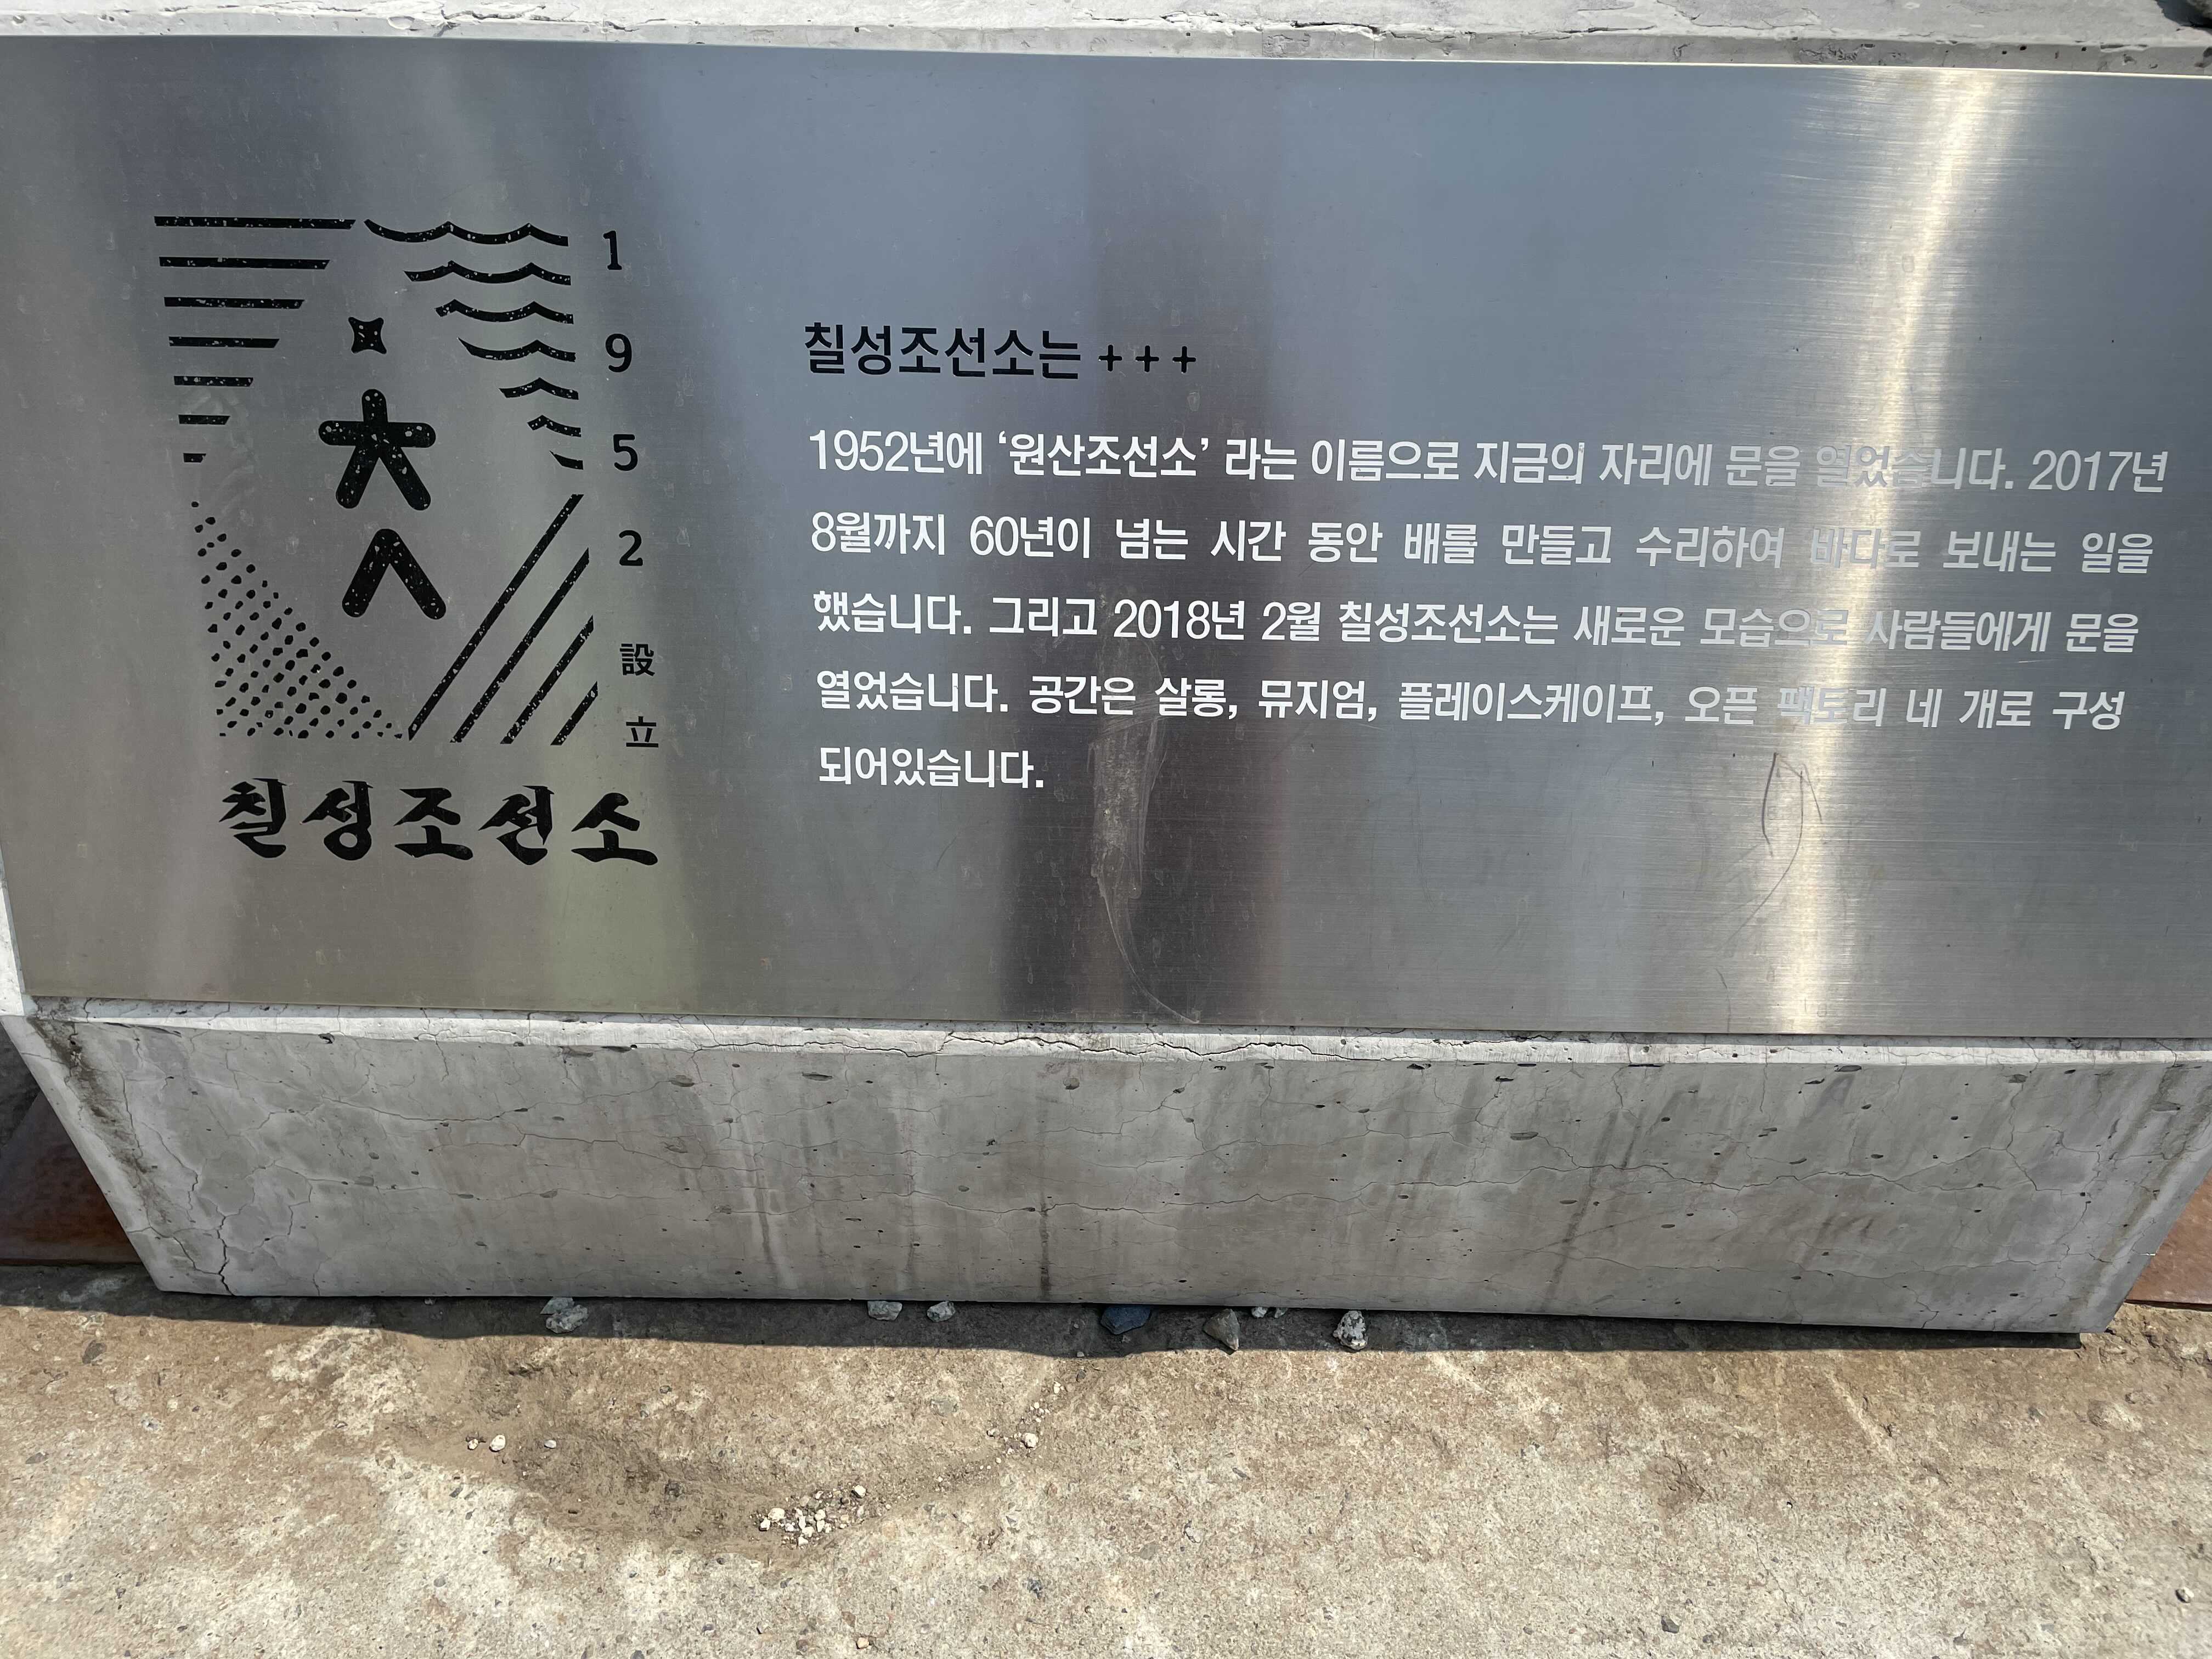 1
9
5
2
設
立
ㅊㅅ
칠성조선소
칠성조선소는 + + +
1952년에 ‘원산조선소’ 라는 이름으로 지금의 자리에 문을 열었습니다. 2017년
8월까지 60년이 넘는 시간 동안 배를 만들고 수리하여 바다로 보내는 일을
했습니다. 그리고 2018년 2월 칠성조선소는 새로운 모습으로 사람들에게 문을
열었습니다. 공간은 살롱, 뮤지엄, 플레이스케이프, 오픈 팩토리 네 개로 구성
되어있습니다.